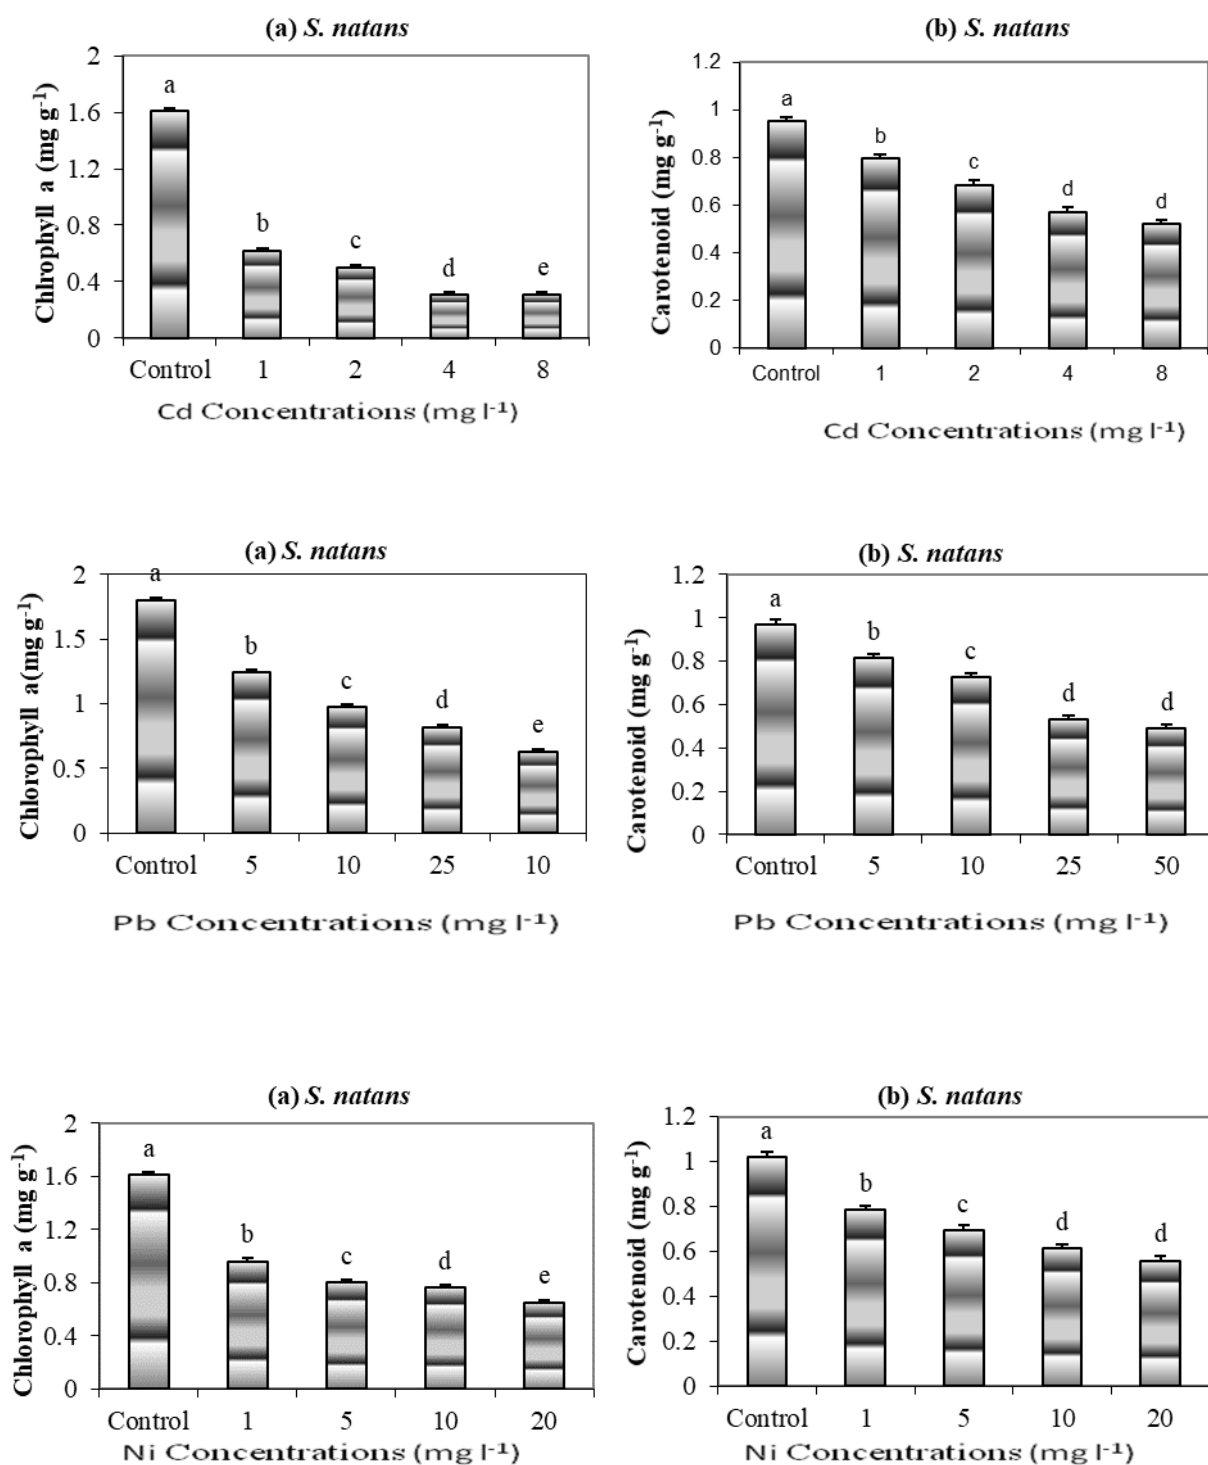 (a) S. natans
Chlrophyll a (mg g-1)
2
1.6
1.2
0.8
0.4
0
a
b
c
d
e
Control 1 2 4 8
Cd Concentrations (mg l-1)
(b) S. natans
Carotenoid (mg g-1)
1.2
1
0.8
0.6
0.4
0.2
0
a
b
c
d
d
Control 1 2 4 8
Cd Concentrations (mg l-1)
(a) S. natans
Chlorophyll a(mg g-1)
2
1.5
1
0.5
0
a
b
c
d
e
Control 5 10 25 10
Pb Concentrations (mg l-1)
(b) S. natans
Carotenoid (mg g-1)
1.2
1
0.8
0.6
0.4
0.2
0
a
b
c
d
d
Control 5 10 25 50
Pb Concentrations (mg l-1)
(a) S. natans
Chlorophyll a (mg g-1)
2
1.6
1.2
0.8
0.4
0
a
b
c
d
e
Control 1 5 10 20
Ni Concentrations (mg l-1)
(b) S. natans
Carotenoid (mg g-1)
1.2
1
0.8
0.6
0.4
0.2
0
a
b
c
d
d
Control 1 5 10 20
Ni Concentrations (mg l-1)